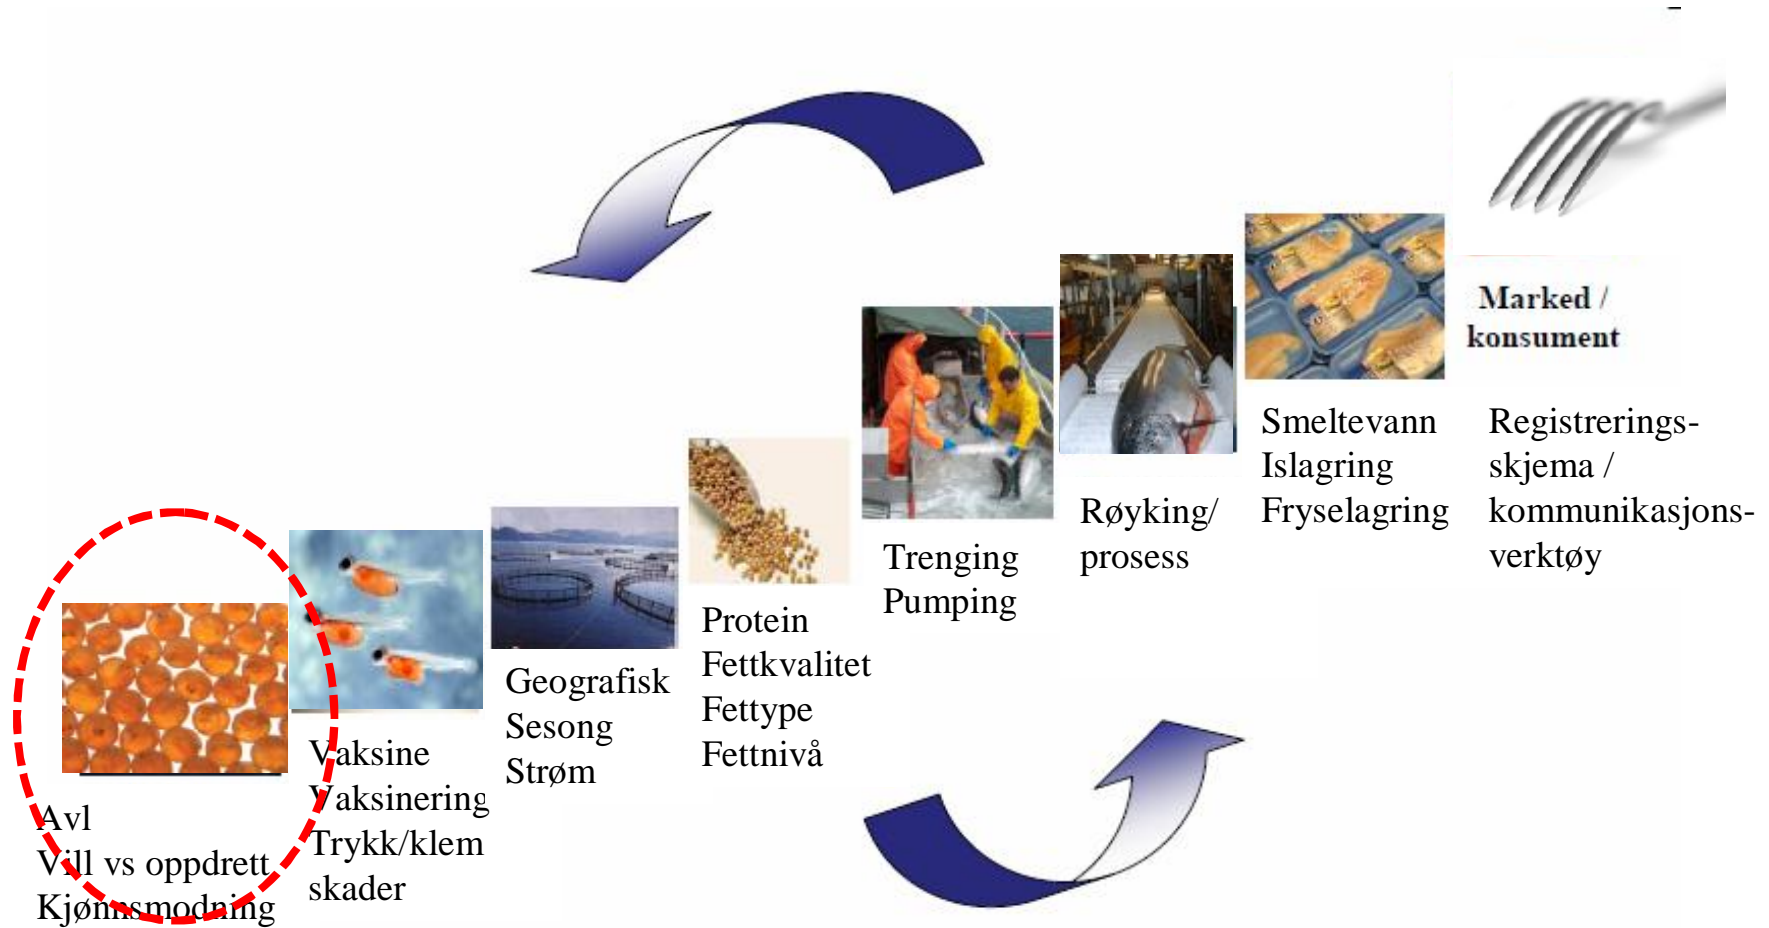 Avl
Vill vs oppdrett
Kjønnsmodning
Vaksine
Vaksinering
Trykk/klem
skader
Geografisk
Sesong
Strøm
Protein
Fettkvalitet
Fettype
Fettnivå
Trenging
Pumping
Røyking/
prosess
Smeltevann
Islagring
Fryselagring
Marked /
konsument
Registrerings-
skjema /
kommunikasjons-
verktøy